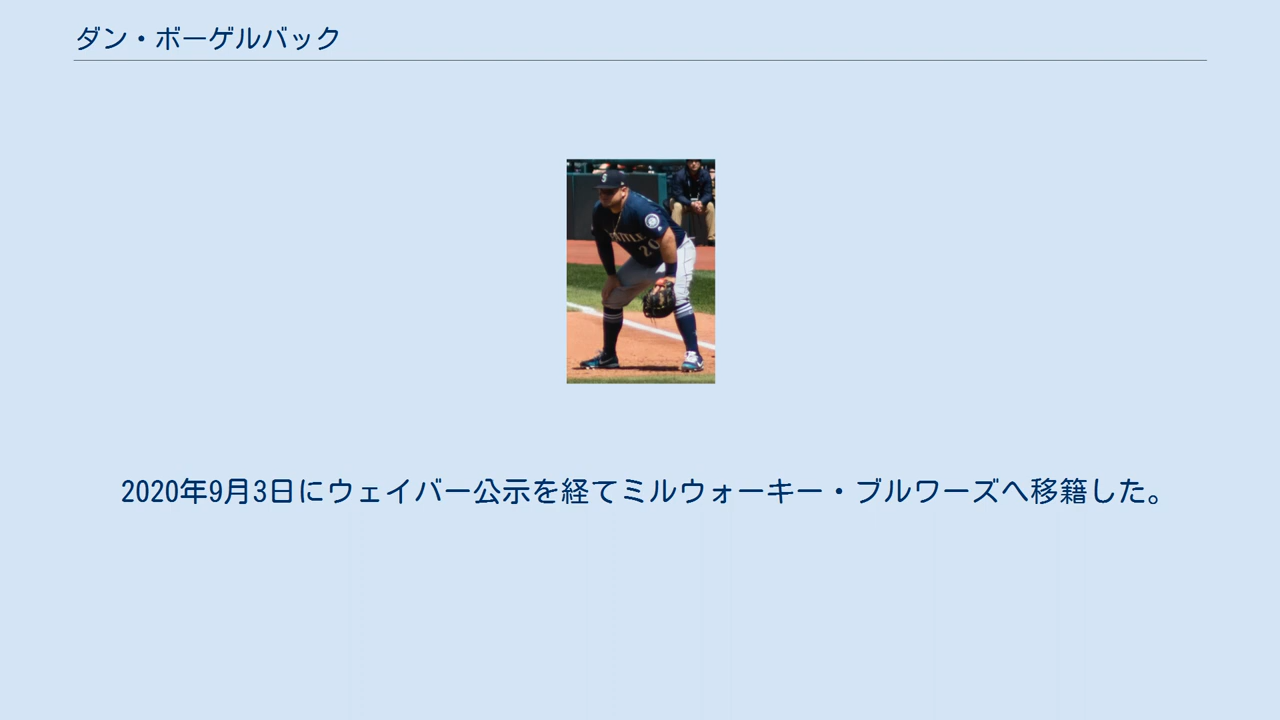 ダン・ボーゲルバック
S
20
2020年9月3日にウェイバー公示を経てミルウォーキー・ブルワーズへ移籍した。